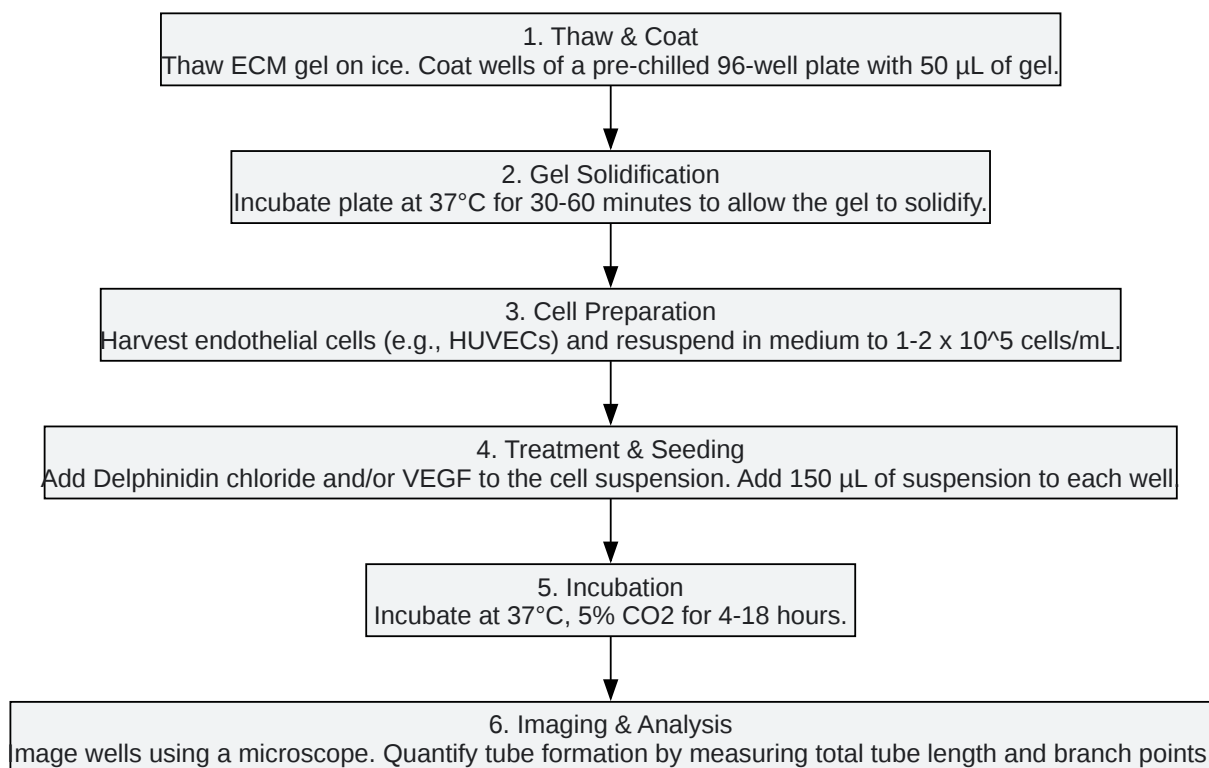 1. Thaw & Coat
Thaw ECM gel on ice. Coat wells of a pre-chilled 96-well plate with 50 µL of gel.
2. Gel Solidification
Incubate plate at 37°C for 30-60 minutes to allow the gel to solidify.
3. Cell Preparation
Harvest endothelial cells (e.g., HUVECs) and resuspend in medium to 1-2 x 10^5 cells/mL.
4. Treatment & Seeding
Add Delphinidin chloride and/or VEGF to the cell suspension. Add 150 µL of suspension to each well.
5. Incubation
Incubate at 37°C, 5% CO2 for 4-18 hours.
6. Imaging & Analysis
Image wells using a microscope. Quantify tube formation by measuring total tube length and branch points